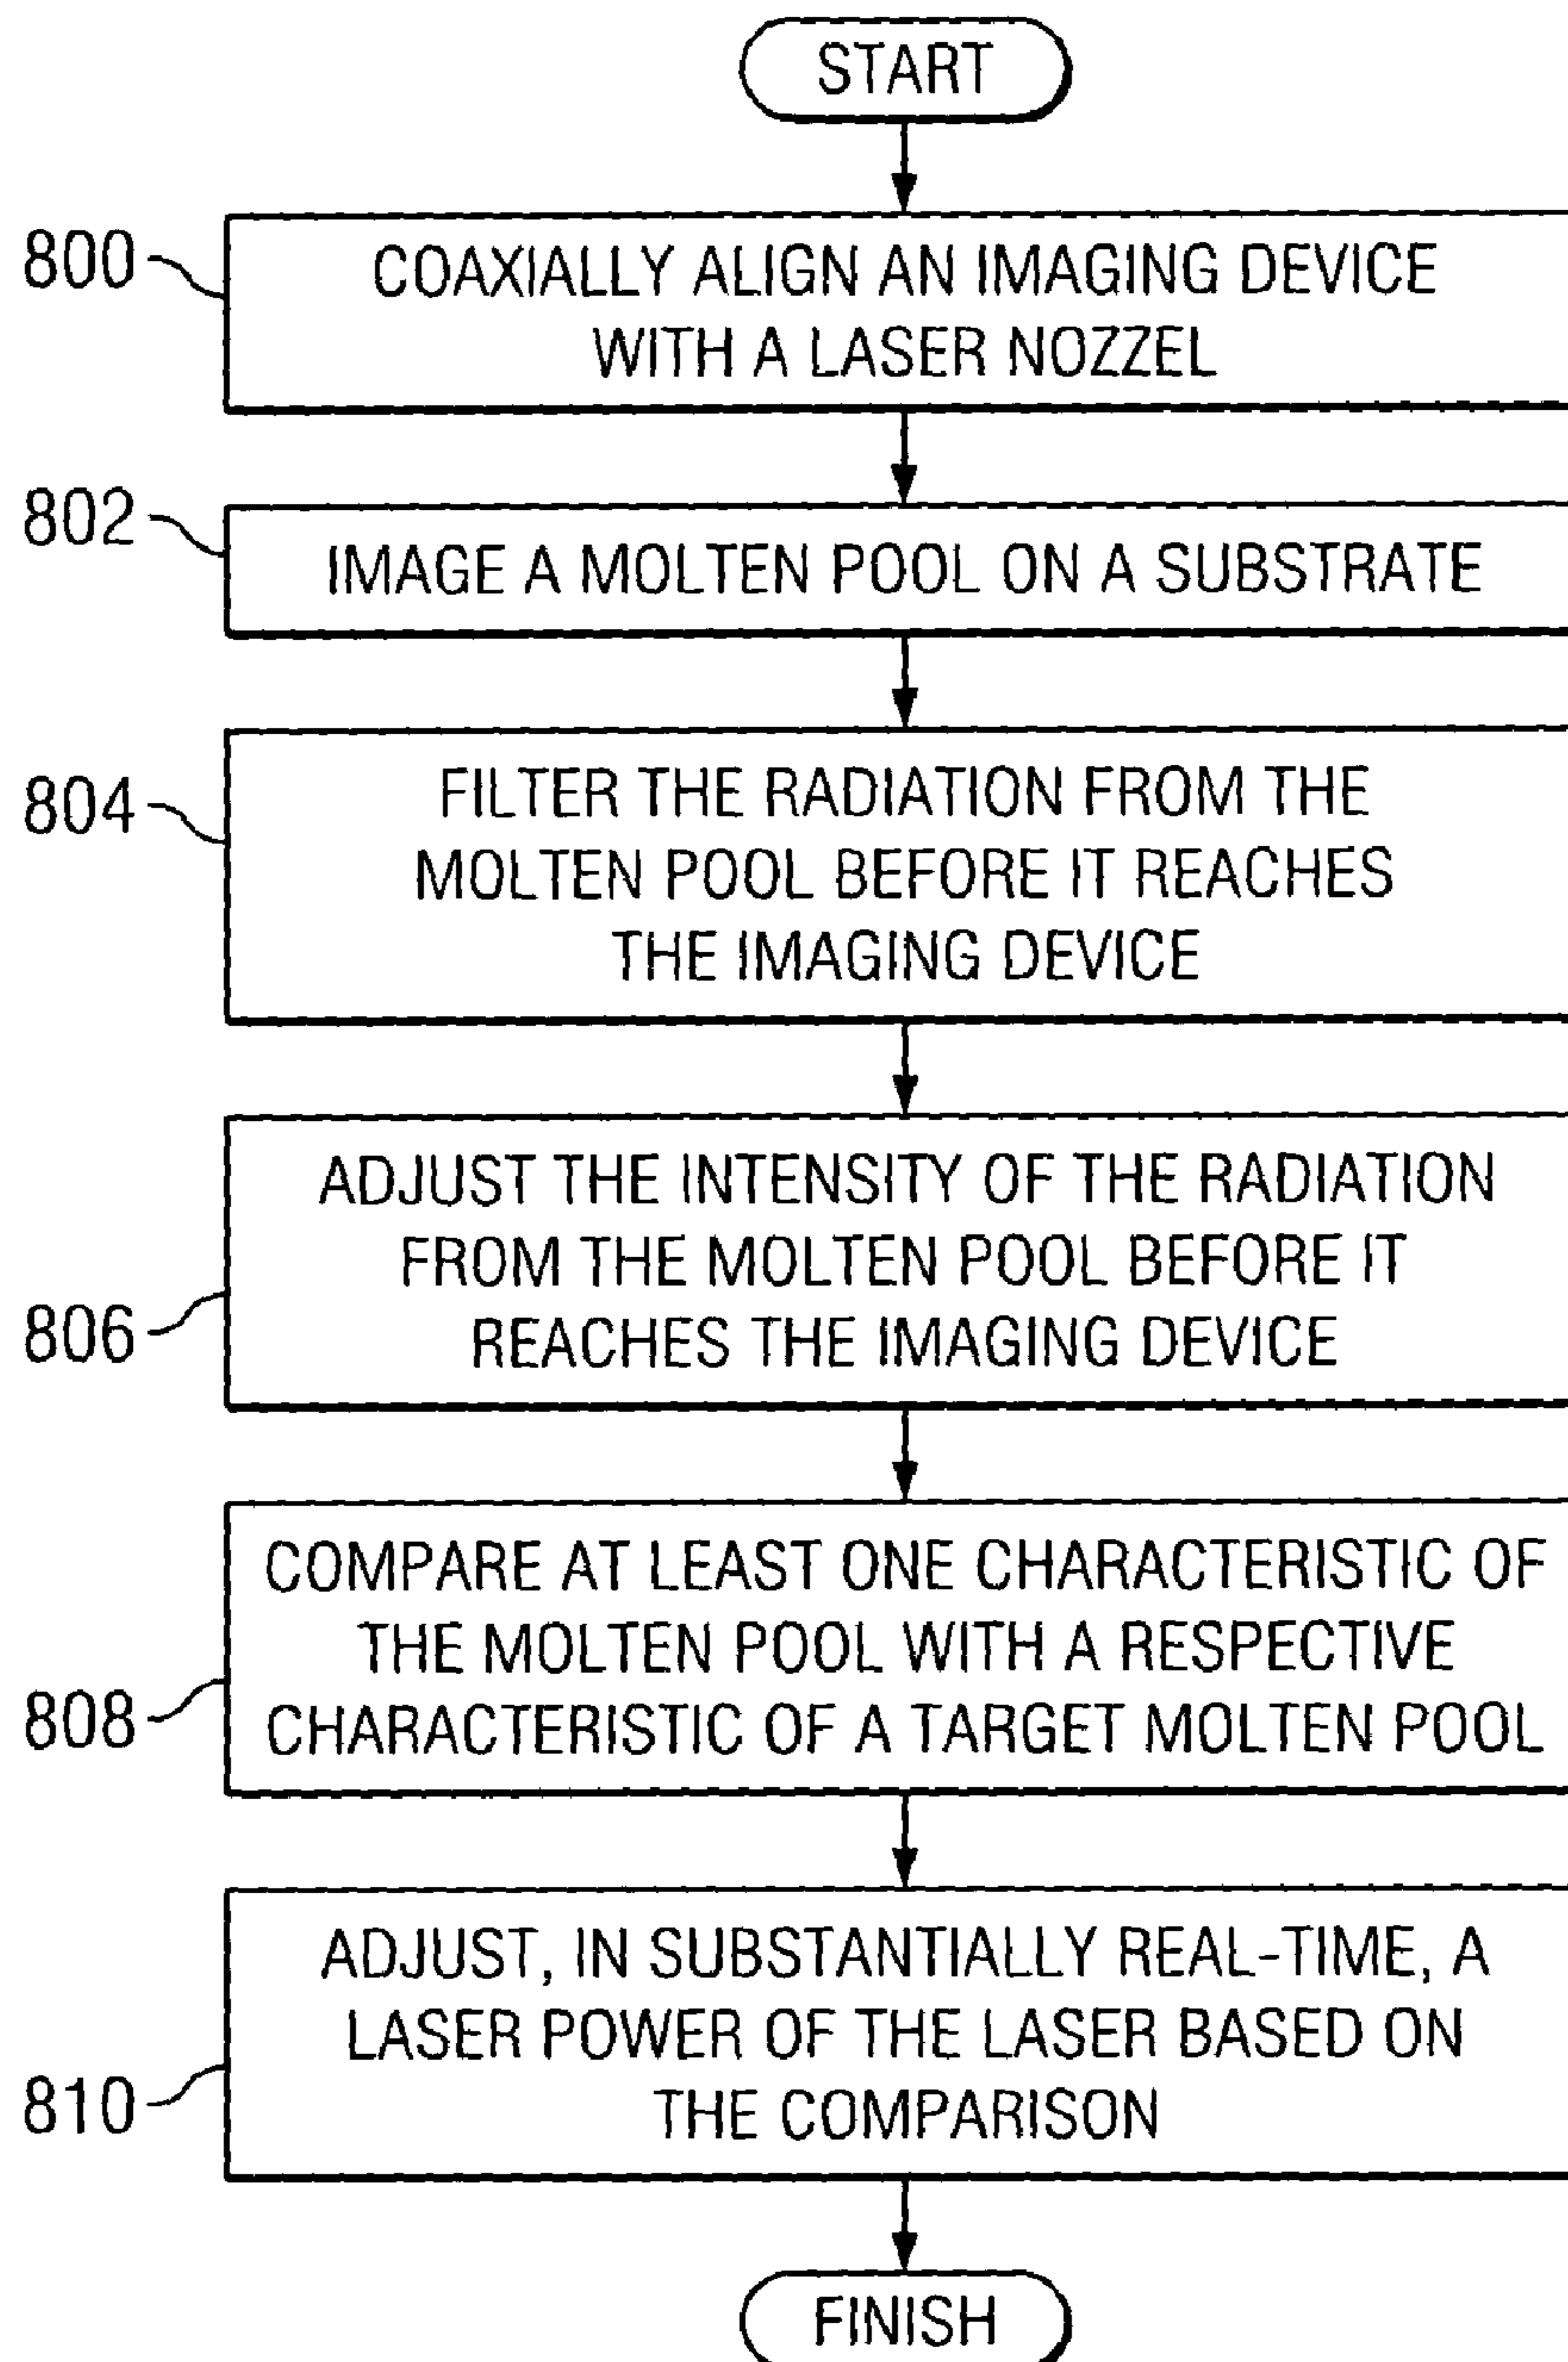 START
800
COAXIALLY ALIGN AN IMAGING DEVICE
WITH A LASER NOZZEL
802
IMAGE A MOLTEN POOL ON A SUBSTRATE
804
FILTER THE RADIATION FROM THE
MOLTEN POOL BEFORE IT REACHES
THE IMAGING DEVICE
806
ADJUST THE INTENSITY OF THE RADIATION
FROM THE MOLTEN POOL BEFORE IT
REACHES THE IMAGING DEVICE
808
COMPARE AT LEAST ONE CHARACTERISTIC OF
THE MOLTEN POOL WITH A RESPECTIVE
CHARACTERISTIC OF A TARGET MOLTEN POOL
810
ADJUST, IN SUBSTANTIALLY REAL-TIME, A
LASER POWER OF THE LASER BASED ON
THE COMPARISON
FINISH